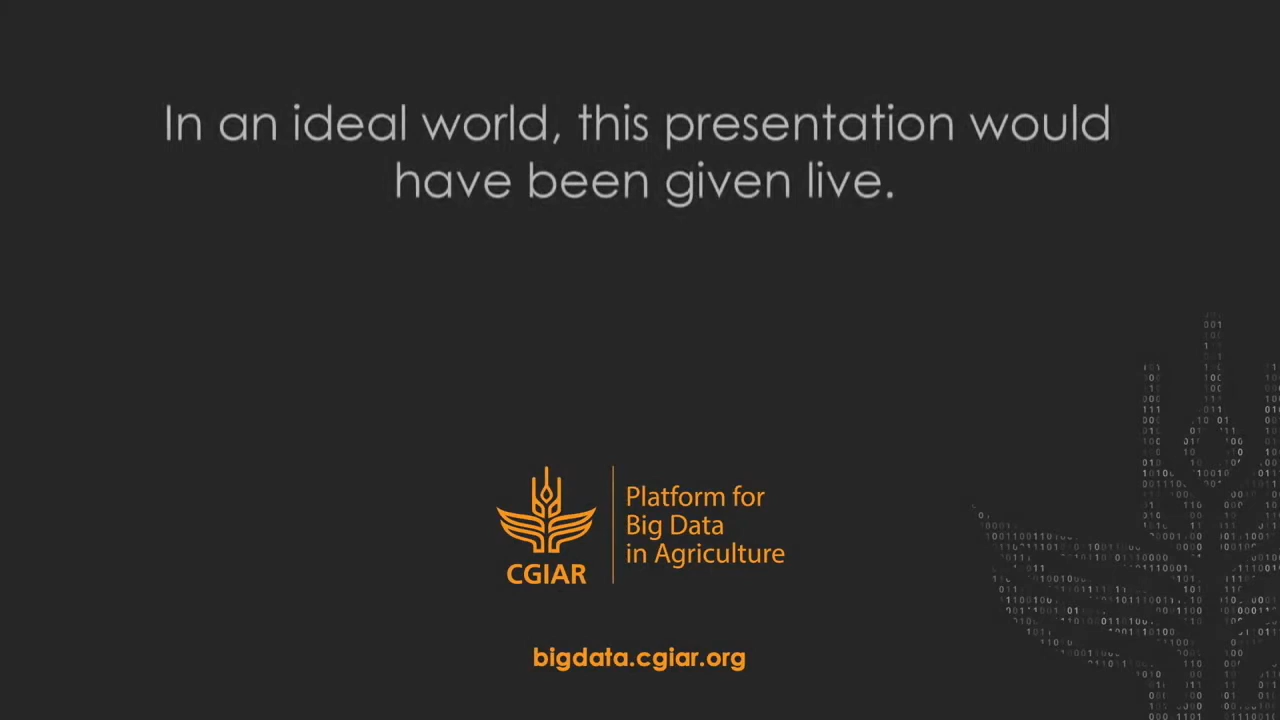 In an ideal world, this presentation would
have been given live.
CGIAR
Platform for
Big Data
in Agriculture
bigdata.cgiar.org